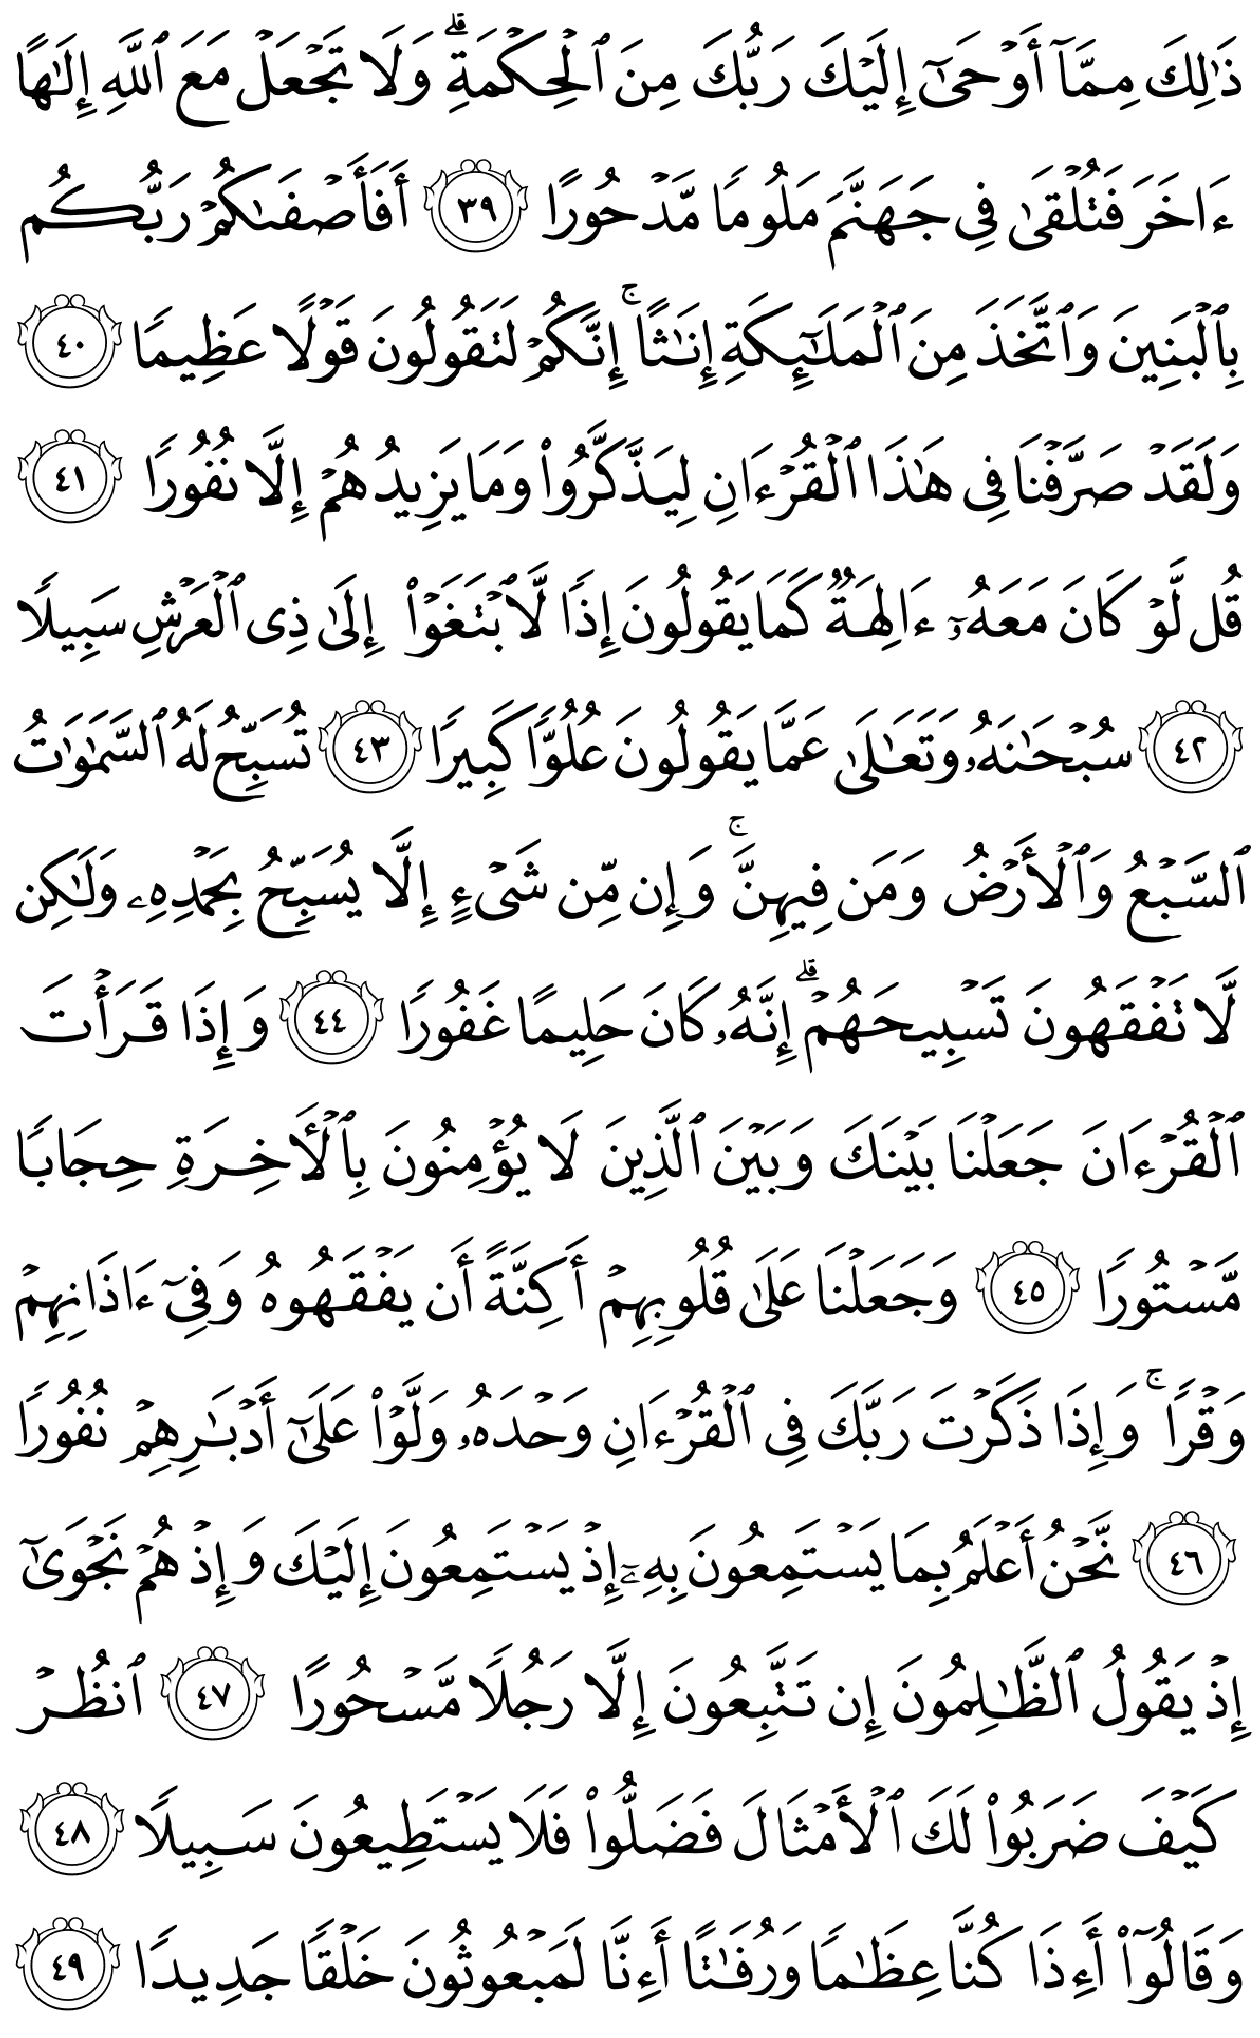 ذَٰلِكَ مِمَّآ أَوۡحَىٰٓ إِلَيۡكَ رَبُّكَ مِنَ ٱلۡحِكۡمَةِۗ وَلَا تَجۡعَلۡ مَعَ ٱللَّهِ إِلَٰهًا
ءَاخَرَ فَتُلۡقَىٰ فِي جَهَنَّمَ مَلُومٗا مَّدۡحُورًا ٣٩ أَفَأَصۡفَىٰكُمۡ رَبُّكُم
بِٱلۡبَنِينَ وَٱتَّخَذَ مِنَ ٱلۡمَلَٰٓئِكَةِ إِنَٰثًاۚ إِنَّكُمۡ لَتَقُولُونَ قَوۡلًا عَظِيمٗا ٤٠
وَلَقَدۡ صَرَّفۡنَا فِي هَٰذَا ٱلۡقُرۡءَانِ لِيَذَّكَّرُواْ وَمَا يَزِيدُهُمۡ إِلَّا نُفُورٗا ٤١
قُل لَّوۡ كَانَ مَعَهُۥٓ ءَالِهَةٞ كَمَا يَقُولُونَ إِذٗا لَّٱبۡتَغَوۡاْ إِلَىٰ ذِي ٱلۡعَرۡشِ سَبِيلٗا
٤٢ سُبۡحَٰنَهُۥ وَتَعَٰلَىٰ عَمَّا يَقُولُونَ عُلُوّٗا كَبِيرٗا ٤٣ تُسَبِّحُ لَهُ ٱلسَّمَٰوَٰتُ
ٱلسَّبۡعُ وَٱلۡأَرۡضُ وَمَن فِيهِنَّۚ وَإِن مِّن شَيۡءٍ إِلَّا يُسَبِّحُ بِحَمۡدِهِۦ وَلَٰكِن
لَّا تَفۡقَهُونَ تَسۡبِيحَهُمۡۗ إِنَّهُۥ كَانَ حَلِيمًا غَفُورٗا ٤٤ وَإِذَا قَرَأۡتَ
ٱلۡقُرۡءَانَ جَعَلۡنَا بَيۡنَكَ وَبَيۡنَ ٱلَّذِينَ لَا يُؤۡمِنُونَ بِٱلۡأٓخِرَةِ حِجَابٗا
مَّسۡتُورٗا ٤٥ وَجَعَلۡنَا عَلَىٰ قُلُوبِهِمۡ أَكِنَّةً أَن يَفۡقَهُوهُ وَفِيٓ ءَاذَانِهِمۡ
وَقۡرٗاۚ وَإِذَا ذَكَرۡتَ رَبَّكَ فِي ٱلۡقُرۡءَانِ وَحۡدَهُۥ وَلَّوۡاْ عَلَىٰٓ أَدۡبَٰرِهِمۡ نُفُورٗا
٤٦ نَّحۡنُ أَعۡلَمُ بِمَا يَسۡتَمِعُونَ بِهِۦٓ إِذۡ يَسۡتَمِعُونَ إِلَيۡكَ وَإِذۡ هُمۡ نَجۡوَىٰٓ
إِذۡ يَقُولُ ٱلظَّٰلِمُونَ إِن تَتَّبِعُونَ إِلَّا رَجُلٗا مَّسۡحُورًا ٤٧ ٱنظُرۡ
كَيۡفَ ضَرَبُواْ لَكَ ٱلۡأَمۡثَالَ فَضَلُّواْ فَلَا يَسۡتَطِيعُونَ سَبِيلٗا ٤٨
وَقَالُوٓاْ أَءِذَا كُنَّا عِظَٰمٗا وَرُفَٰتًا أَءِنَّا لَمَبۡعُوثُونَ خَلۡقٗا جَدِيدٗا ٤٩